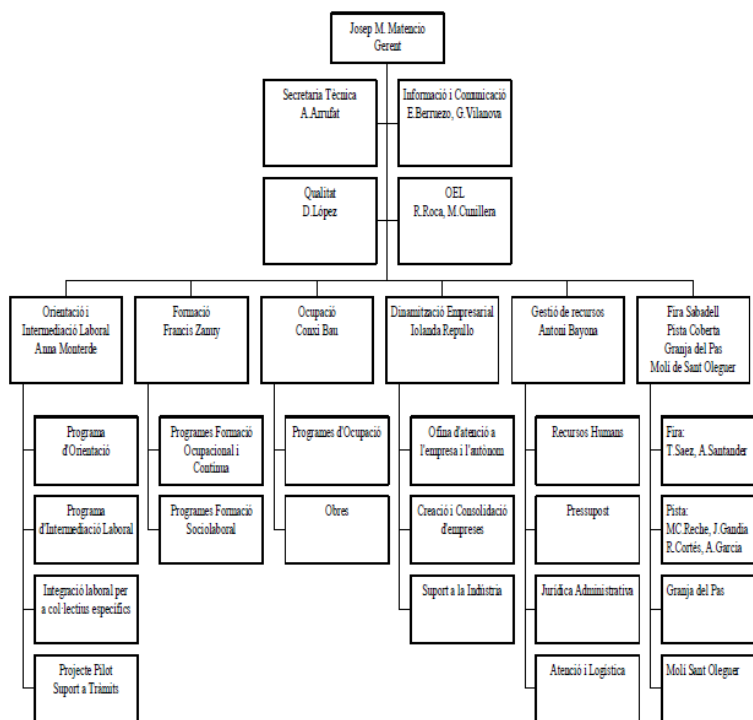 Josep M. Matencio
Gerent
Secretaria Tècnica
A.Arrufat
Informació i Comunicació
E.Berruezo, G.Vilanova
Qualitat
D.López
OEL
R.Roca, M.Cunillera
Orientació i
Intermediació Laboral
Anna Monterde
Formació
Francis Zanuy
Ocupació
Conxi Bau
Dinamització Empresarial
Iolanda Repullo
Gestió de recursos
Antoni Bayona
Fira Sabadell
Pista Coberta
Granja del Pas
Molí de Sant Oleguer
Programa
d'Orientació
Programa
d'Intermediació Laboral
Integració laboral per
a col·lectius específics
Projecte Pilot
Suport a Tràmits
Programes Formació
Ocupacional i
Contínua
Programes Formació
Sociolaboral
Programes d'Ocupació
Obres
Ofina d'atenció a
l'empresa i l'autònom
Creació i Consolidació
d'empreses
Suport a la Indústria
Recursos Humans
Pressupost
Jurídica Administrativa
Atenció i Logística
Fira:
T.Saez, A.Santander
Pista:
MC.Reche, J.Gandia
R.Cortés, A.Garcia
Granja del Pas
Molí Sant Oleguer